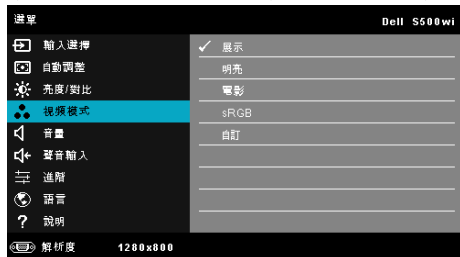 選單 Dell S500wi
輸入選擇
自動調整
亮度/對比
視頻模式
音量
聲音輸入
進階
語言
? 說明
✓ 展示
明亮
電影
sRGB
自訂
解析度 1280x800